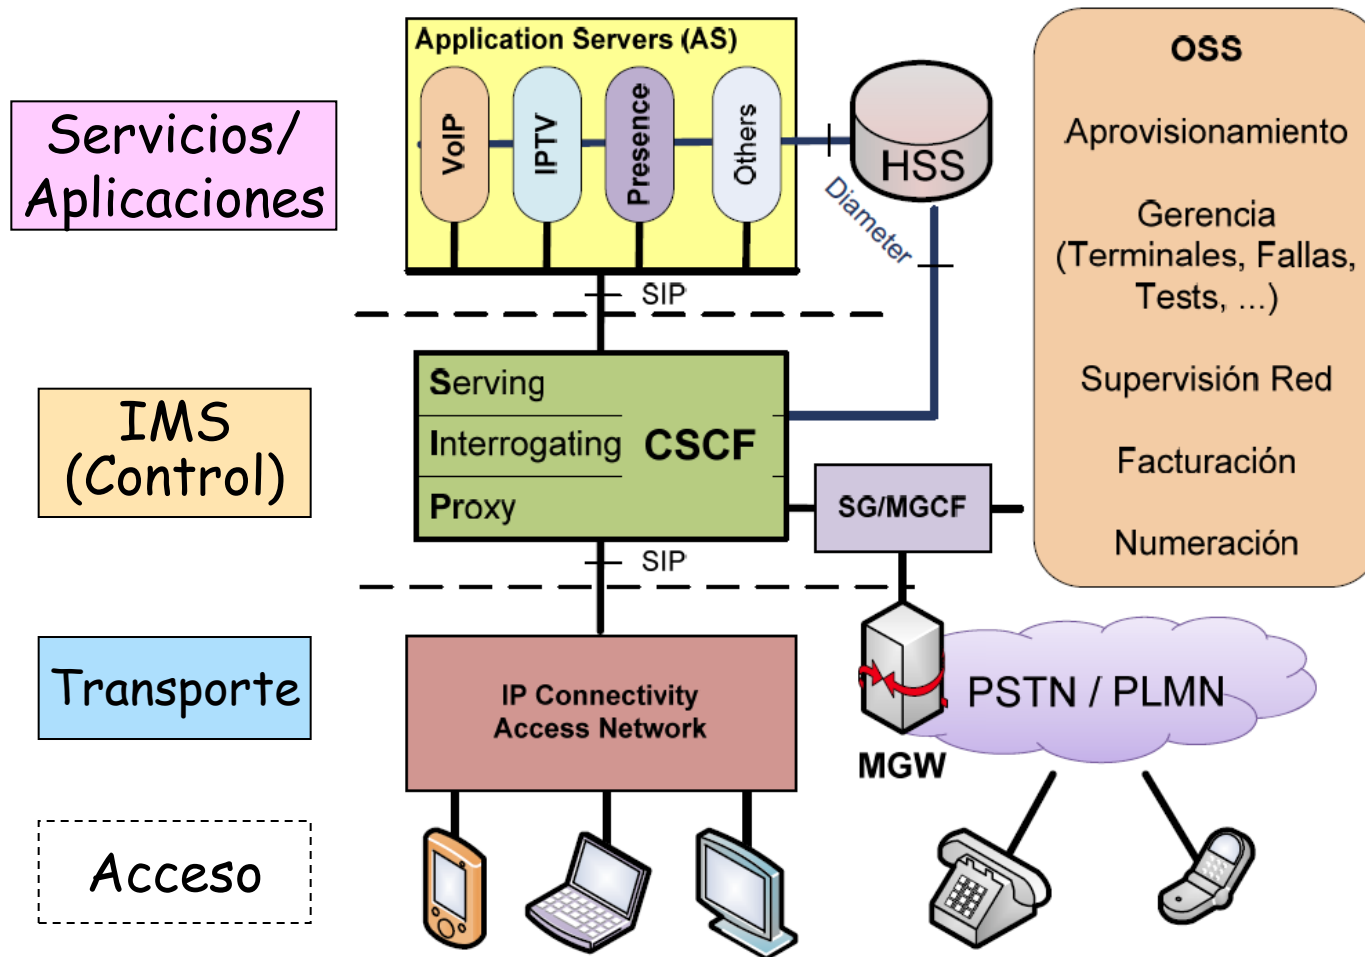 Servicios/
Aplicaciones
IMS
(Control)
Transporte
Acceso
Application Servers (AS)
VoIP
IPTV
Presence
Others
HSS
Diameter
SIP
Serving
Interrogating
Proxy
CSCF
SG/MGCF
SIP
IP Connectivity
Access Network
MGW
PSTN / PLMN
OSS
Aprovisionamiento
Gerencia
(Terminales, Fallas,
Tests, ...)
Supervisión Red
Facturación
Numeración